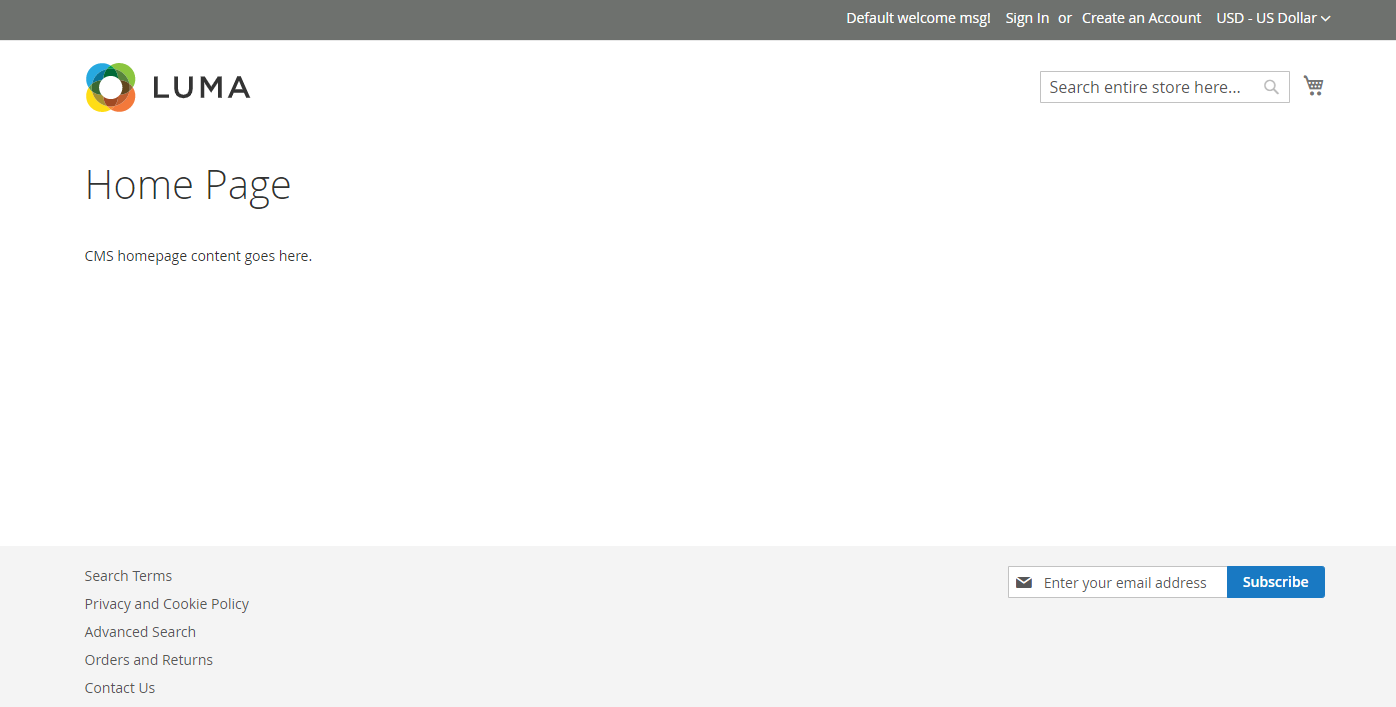 Default welcome msg! Sign In or Create an Account USD - US Dollar
LUMA
Search entire store here...
Home Page
CMS homepage content goes here.
Search Terms
Privacy and Cookie Policy
Advanced Search
Orders and Returns
Contact Us
Enter your email address
Subscribe